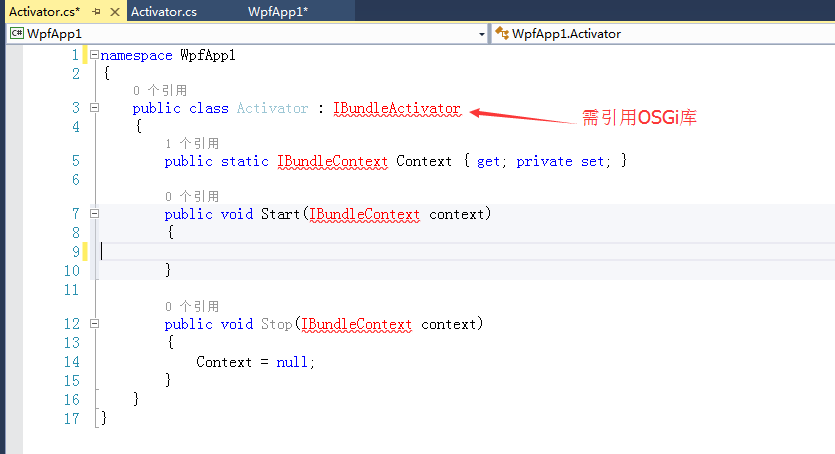 Activator.cs* Activator.cs WpfApp1*
C# WpfApp1 WpfApp1.Activator
1 namespace WpfApp1
2 {
0 个引用
3 public class Activator : IBundleActivator 需引用OSGi库
4 {
1 个引用
5 public static IBundleContext Context { get; private set; }
6
0 个引用
7 public void Start(IBundleContext context)
8 {
9
10 }
11
0 个引用
12 public void Stop(IBundleContext context)
13 {
14 Context = null;
15 }
16 }
17 }